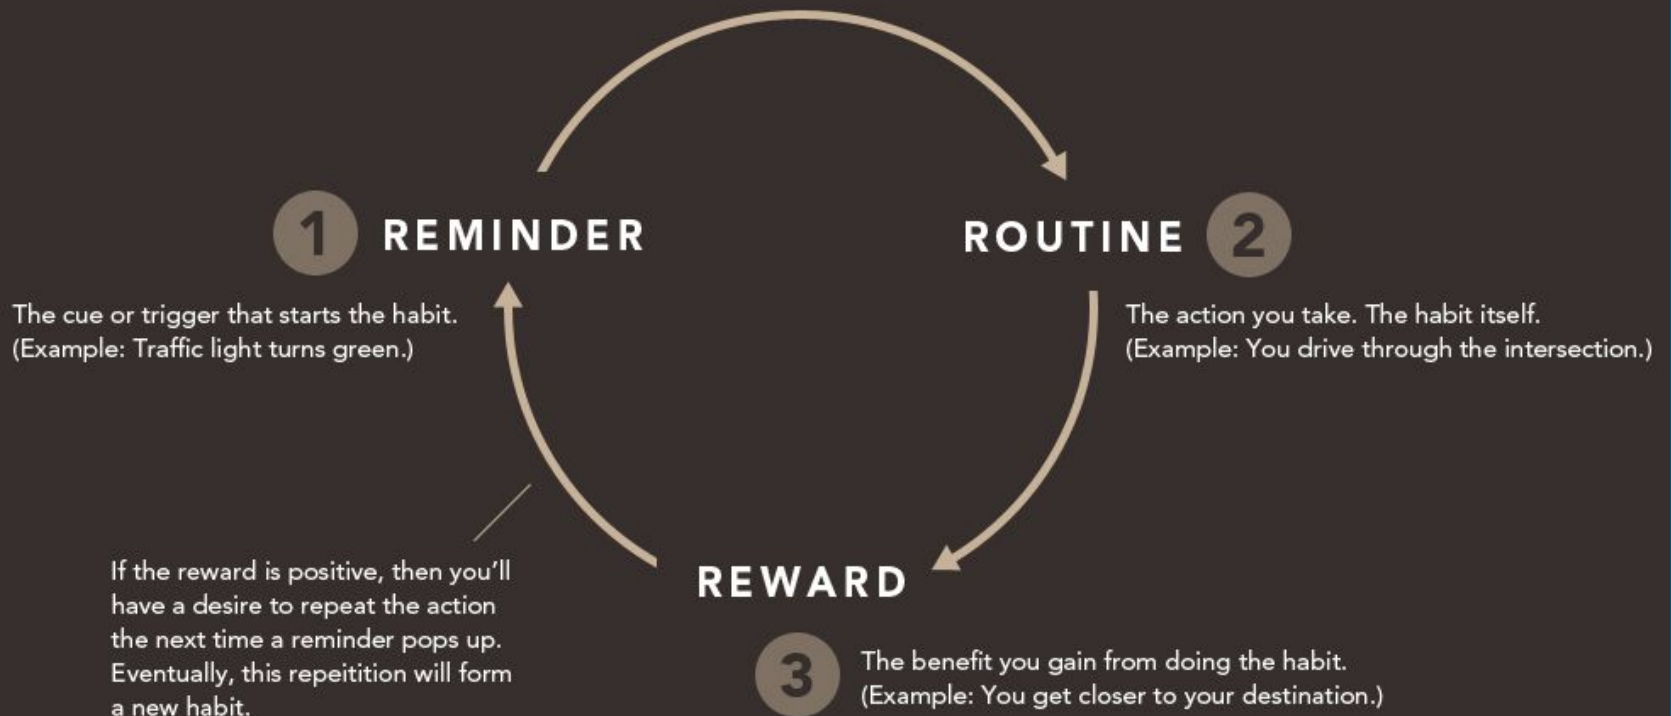 1 REMINDER
The cue or trigger that starts the habit.
(Example: Traffic light turns green.)
ROUTINE 2
The action you take. The habit itself.
(Example: You drive through the intersection.)
REWARD
3
The benefit you gain from doing the habit.
(Example: You get closer to your destination.)
If the reward is positive, then you’ll
have a desire to repeat the action
the next time a reminder pops up.
Eventually, this repeitition will form
a new habit.